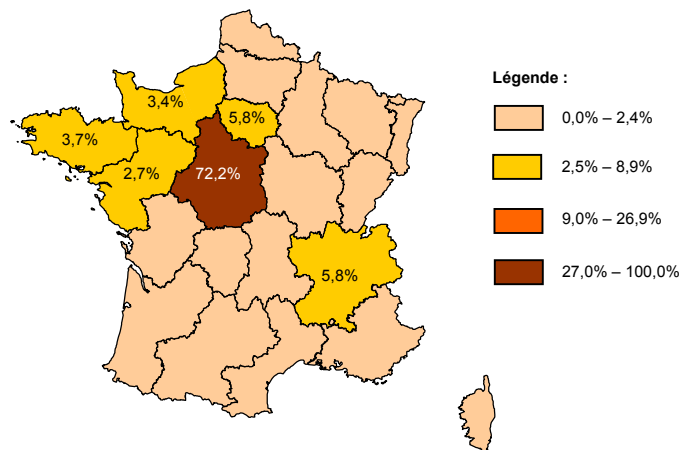 3,4%
5,8%
3,7%
2,7%
72,2%
5,8%
Légende :
0,0% – 2,4%
2,5% – 8,9%
9,0% – 26,9%
27,0% – 100,0%